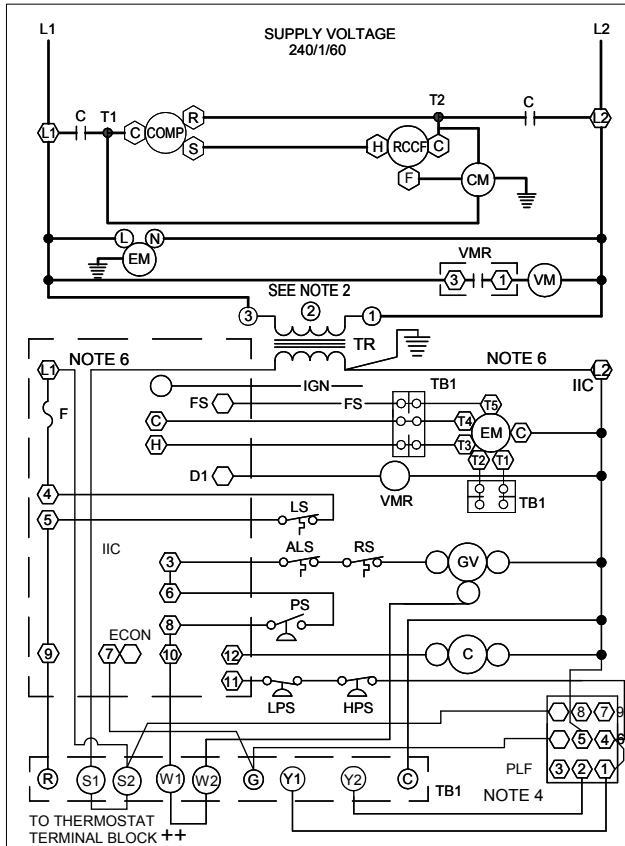 L1 SUPPLY VOLTAGE L2
240/1/60
C T1 R T2 C
L1 C COMP H RCCF C L2
S
F CM
L N VMR
EM
3 1 VM
SEE NOTE 2
3 2 1
TR
NOTE 6 NOTE 6
L1 L2
IGN TB1 IIC
FS FS T5
F C T4 EM C
H T3
T2 T1
D1
4 VMR
LS TB1
5
IIC ALS RS
3 GV
6
PS
8
ECON
9 7 10 12 C
11
LPS HPS
8 7 9
5 4 6
PLF 3 2 1
R S1 S2 W1 W2 G Y1 Y2 C
TB1 NOTE 4
TO THERMOSTAT
TERMINAL BLOCK ++